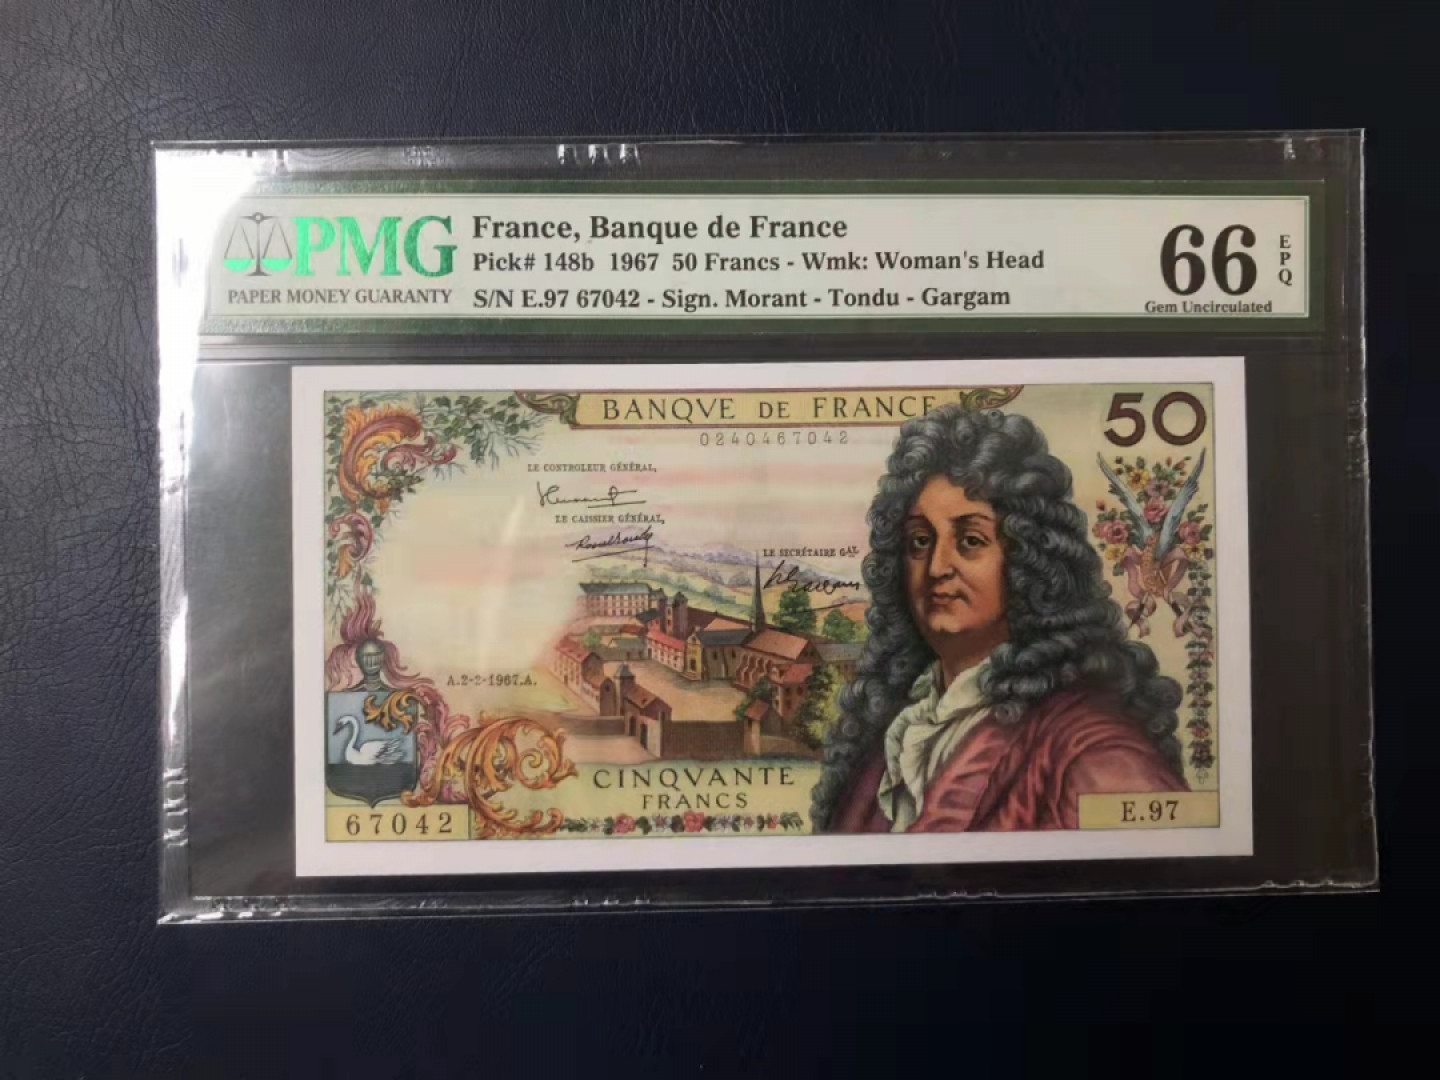 PMG
PAPER MONEY GUARANTY
France, Banque de France
Pick# 148b 1967 50 Francs - Wmk: Woman's Head
S/N E.97 67042 - Sign. Morant - Tondu - Gargam
66
EPQ
Gem Uncirculated
BANQVE DE FRANCE
50
0240467042
LE CONTROLEUR GÉNÉRAL,
LE CAISSIER GÉNÉRAL,
LE SECRÉTAIRE GAL
A.2-2-1967.A.
CINQVANTE
FRANCS
67042
E.97